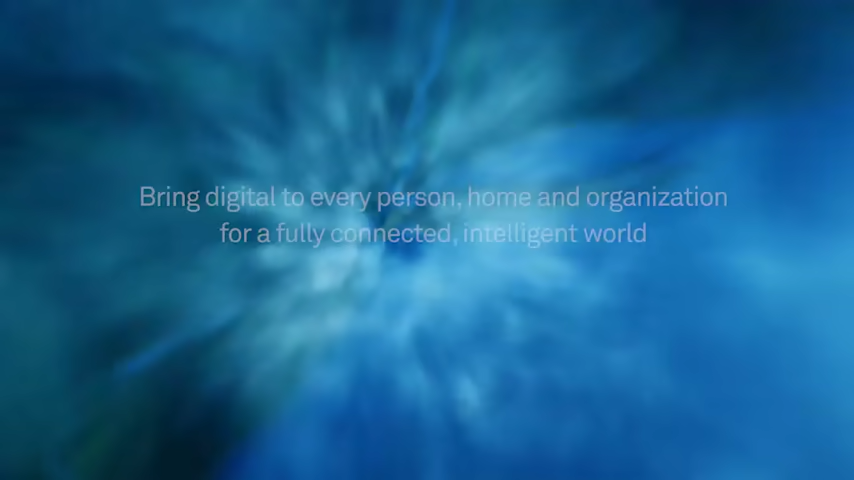 Bring digital to every person, home and organization
for a fully connected, intelligent world